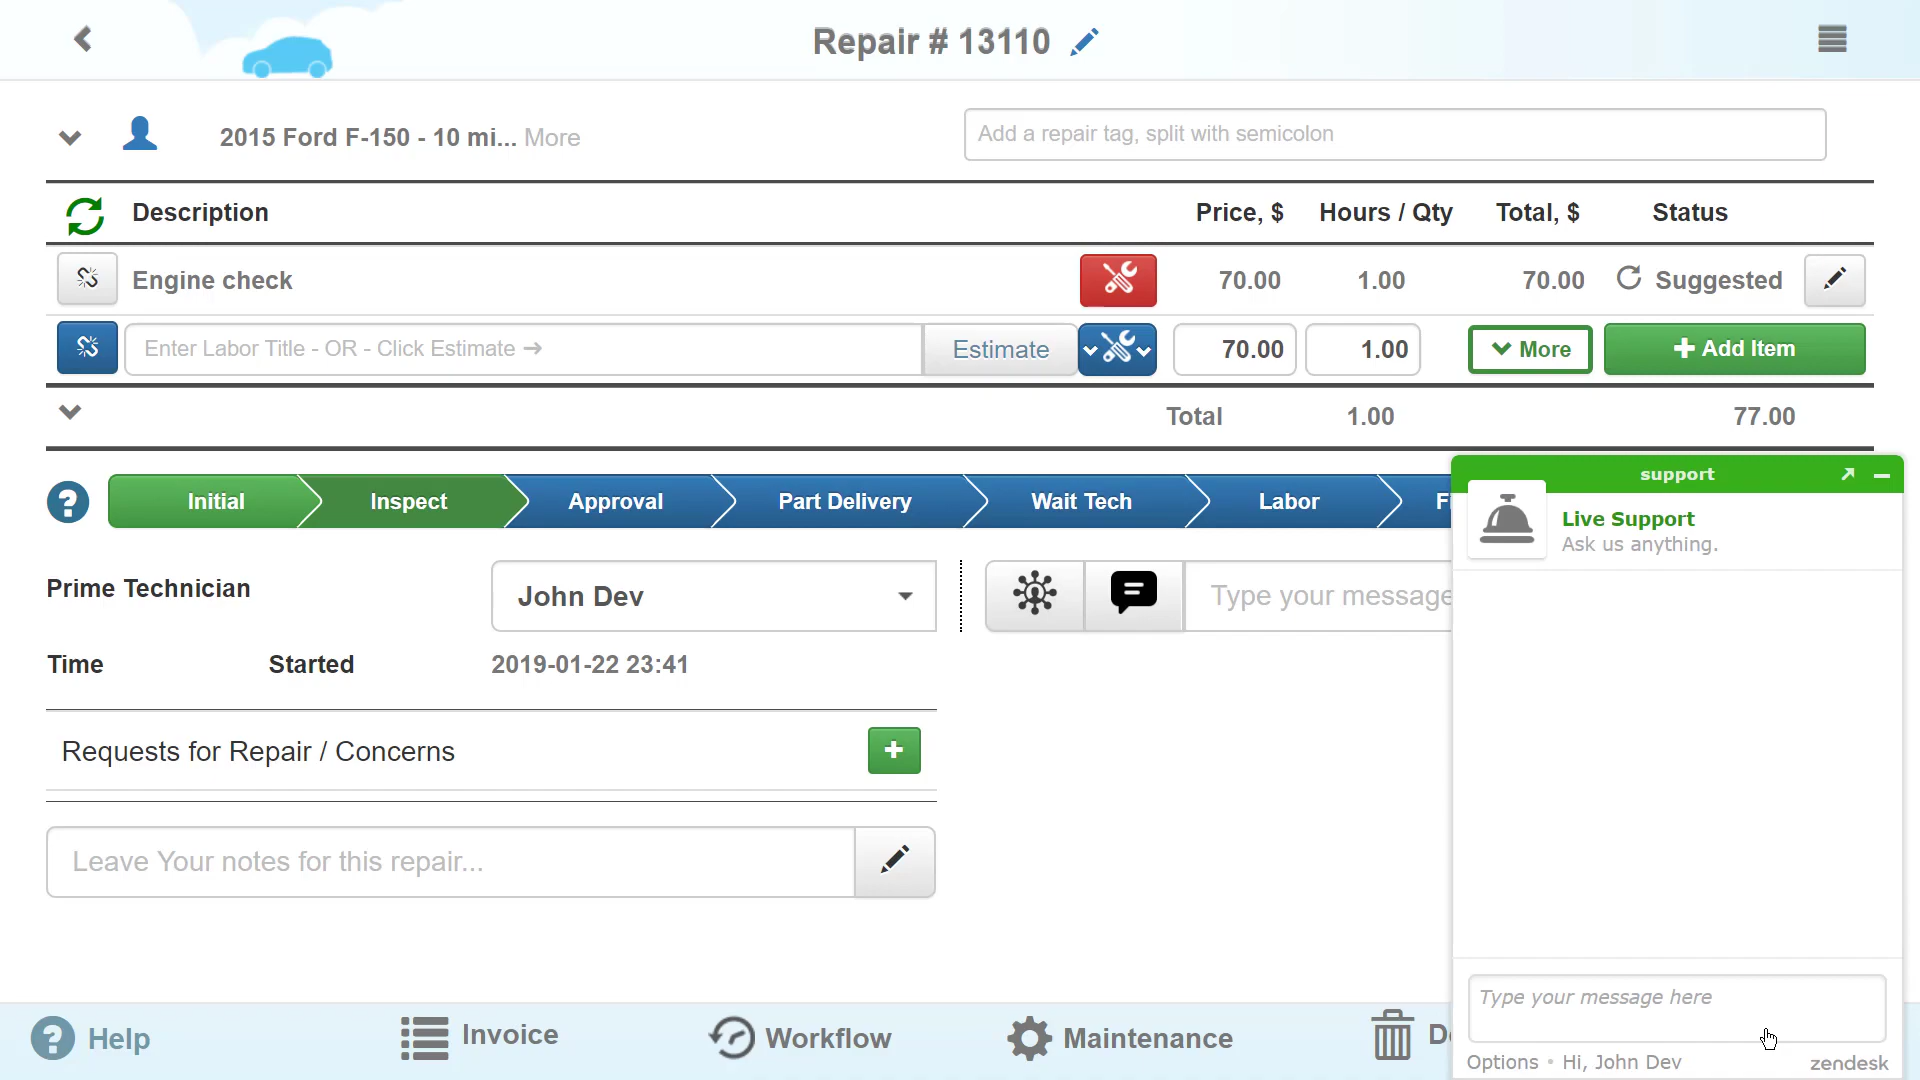 Repair # 13110
2015 Ford F-150 - 10 mi... More
Add a repair tag, split with semicolon
Description Price, $ Hours / Qty Total, $ Status
Engine check 70.00 1.00 70.00 Suggested
Enter Labor Title - OR - Click Estimate → Estimate 70.00 1.00 More + Add Item
Total 1.00 77.00
? Initial Inspect Approval Part Delivery Wait Tech Labor
support
Live Support
Ask us anything.
Prime Technician John Dev Type your message
Time Started 2019-01-22 23:41
Requests for Repair / Concerns +
Leave Your notes for this repair...
Type your message here
? Help Invoice Workflow Maintenance
Options • Hi, John Dev zendesk